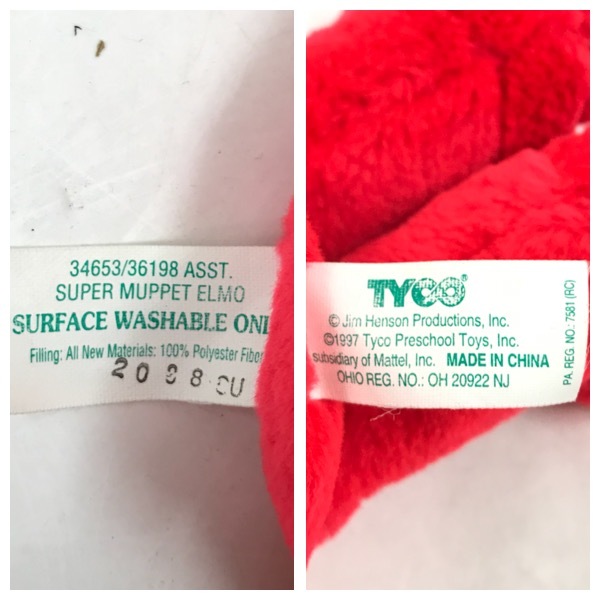 34653/36198 ASST.
SUPER MUPPET ELMO
SURFACE WASHABLE
Filling: All New Materials: 100% Polyester
TYCO®
© Jim Henson Productions, Inc.
©1997 Tyco Preschool Toys, Inc.
subsidiary of Mattel, Inc. MADE IN CHINA
OHIO REG. NO.: OH 20922 NJ
PA. REG. NO.: 7581 (RC)